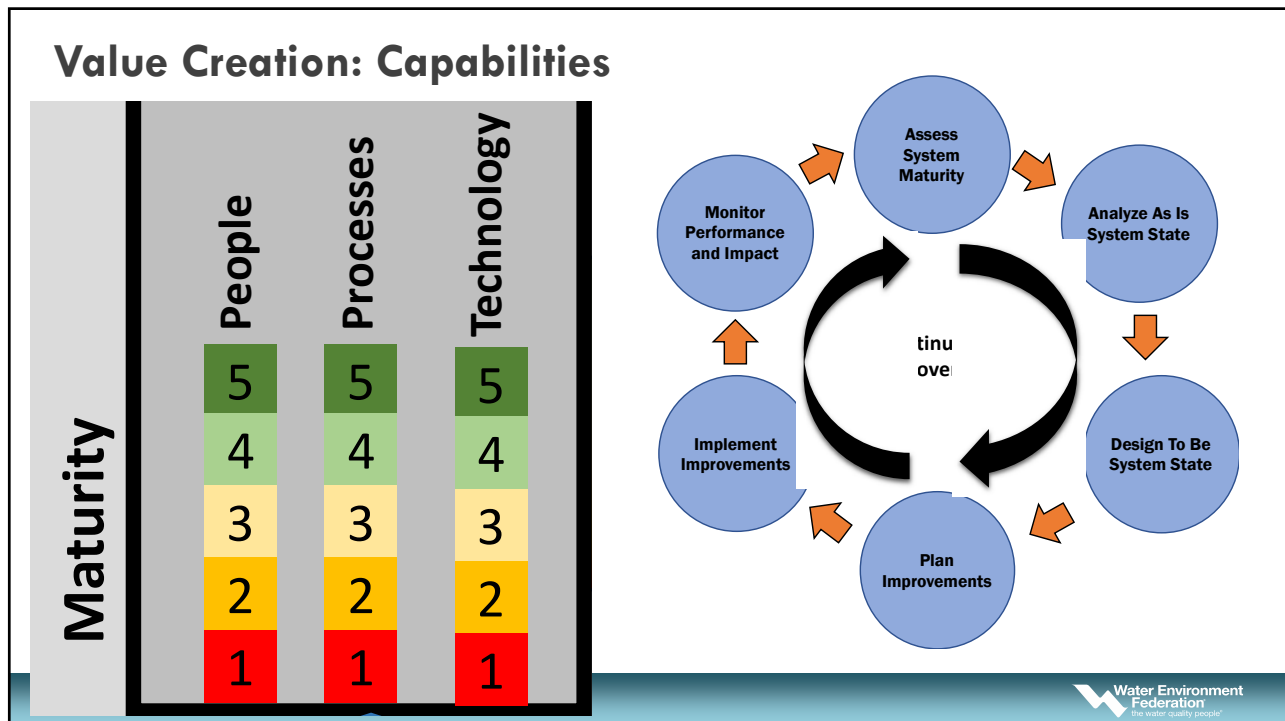 Value Creation: Capabilities
Maturity
People
Processes
Technology
5 5 5
4 4 4
3 3 3
2 2 2
1 1 1
Assess
System
Maturity
Analyze As Is
System State
Design To Be
System State
Plan
Improvements
Implement
Improvements
Monitor
Performance
and Impact
tinu
over
Water Environment
Federation
the water quality people®